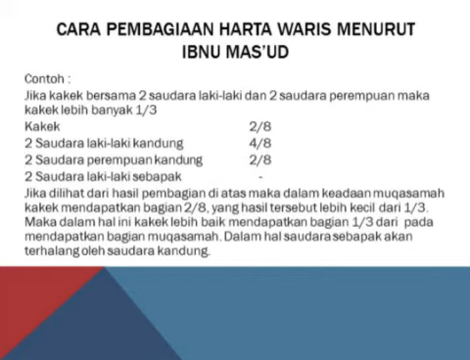 CARA PEMBAGIAAN HARTA WARIS MENURUT
IBNU MAS'UD
Contoh :
Jika kakek bersama 2 saudara laki-laki dan 2 saudara perempuan maka
kakek lebih banyak 1/3
Kakek 2/8
2 Saudara laki-laki kandung 4/8
2 Saudara perempuan kandung 2/8
2 Saudara laki-laki sebapak -
Jika dilihat dari hasil pembagian di atas maka dalam keadaan muqasamah
kakek mendapatkan bagian 2/8, yang hasil tersebut lebih kecil dari 1/3.
Maka dalam hal ini kakek lebih baik mendapatkan bagian 1/3 dari pada
mendapatkan bagian muqasamah. Dalam hal saudara sebapak akan
terhalang oleh saudara kandung.